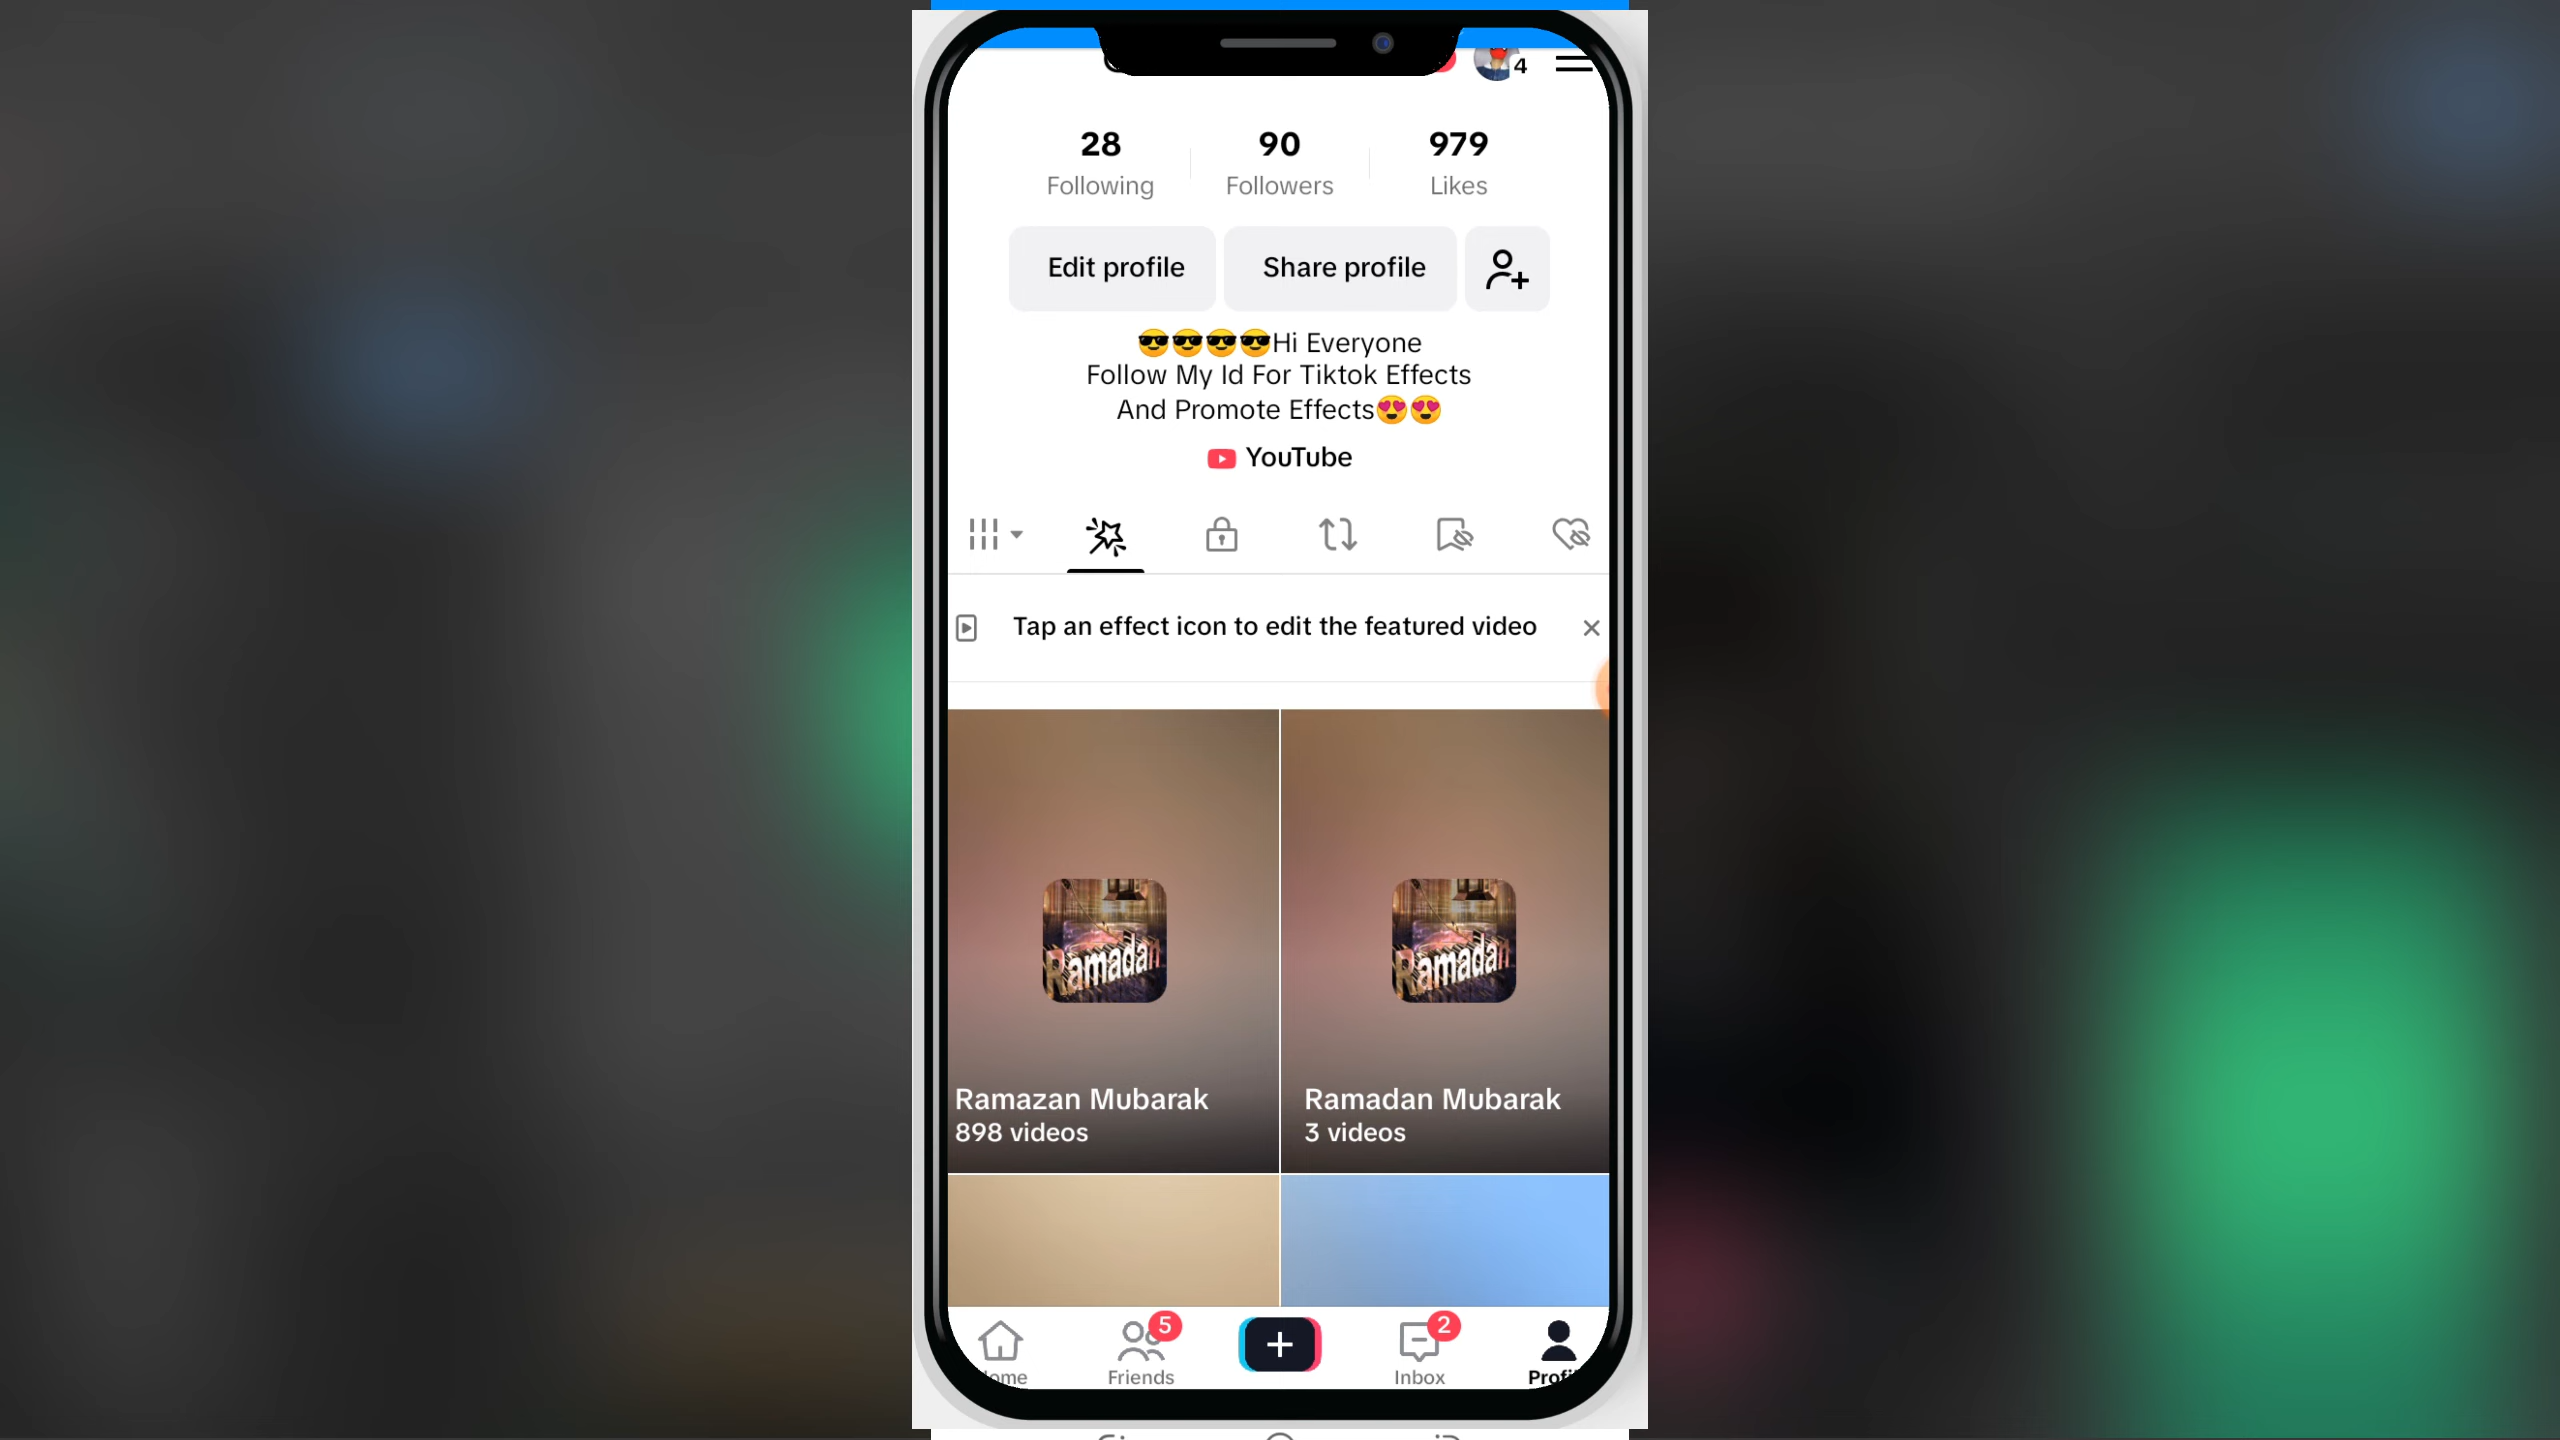 4
28 90 979
Following Followers Likes
Edit profile Share profile
😎😎😎😎Hi Everyone
Follow My Id For Tiktok Effects
And Promote Effects😍😍
YouTube
Tap an effect icon to edit the featured video
Ramadan Ramadan
Ramazan Mubarak Ramadan Mubarak
898 videos 3 videos
5 2
ome Friends Inbox Profi